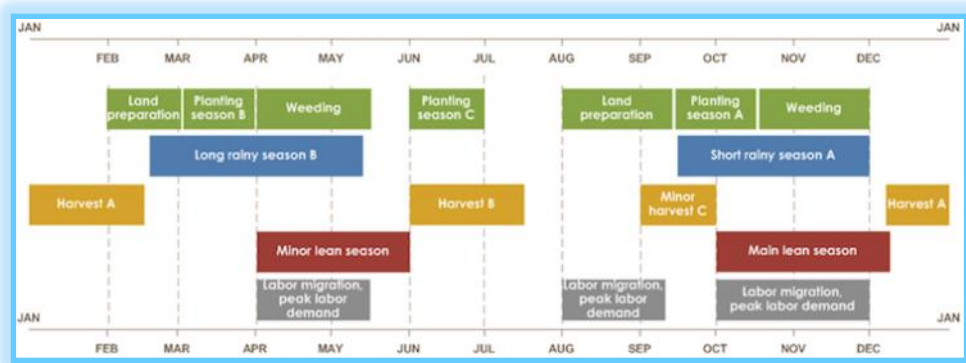 JAN
JAN
FEB MAR APR MAY JUN JUL AUG SEP OCT NOV DEC
Land
preparation
Planting
season B
Weeding
Planting
season C
Land
preparation
Planting
season A
Weeding
Long rainy season B
Short rainy season A
Harvest A
Harvest B
Minor
harvest C
Harvest A
Minor lean season
Main lean season
Labor migration,
peak labor
demand
Labor migration,
peak labor
demand
Labor migration,
peak labor demand
JAN
JAN
FEB MAR APR MAY JUN JUL AUG SEP OCT NOV DEC